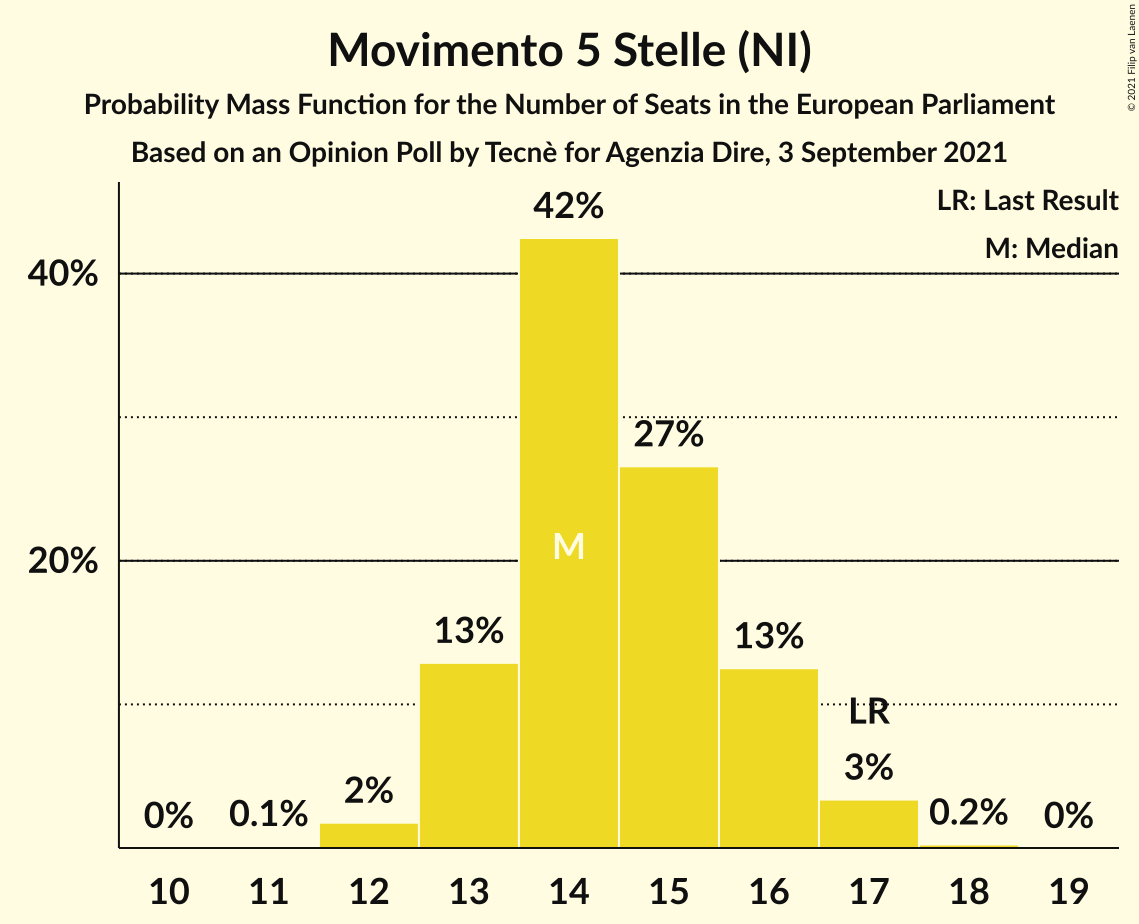 Movimento 5 Stelle (NI)
Probability Mass Function for the Number of Seats in the European Parliament
Based on an Opinion Poll by Tecnè for Agenzia Dire, 3 September 2021
© 2021 Filip van Laenen
LR: Last Result
M: Median
40%
20%
0%
0.1%
2%
13%
42%
M
27%
13%
LR
3%
0.2%
0%
10 11 12 13 14 15 16 17 18 19